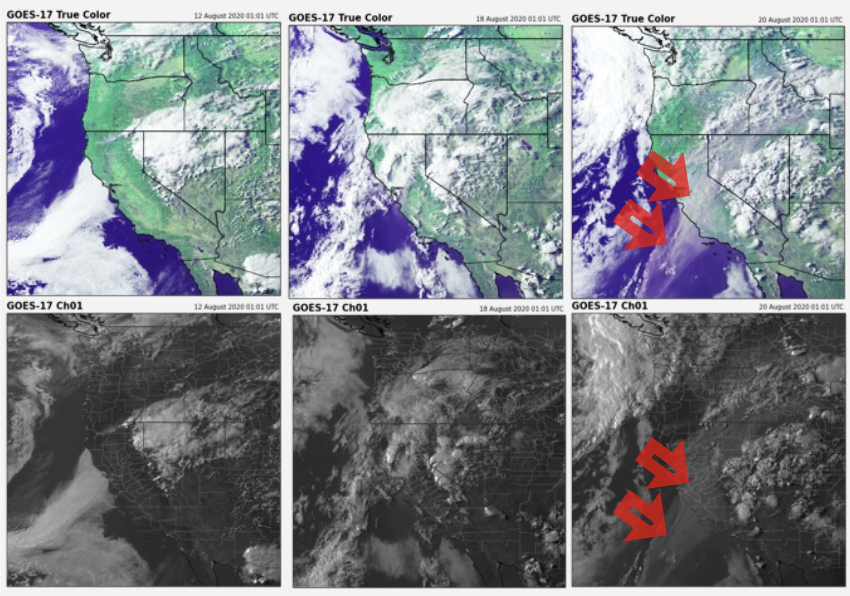 GOES-17 True Color 12 August 2020 01:01 UTC
GOES-17 True Color 18 August 2020 01:01 UTC
GOES-17 True Color 20 August 2020 01:01 UTC
GOES-17 Ch01 12 August 2020 01:01 UTC
GOES-17 Ch01 18 August 2020 01:01 UTC
GOES-17 Ch01 20 August 2020 01:01 UTC